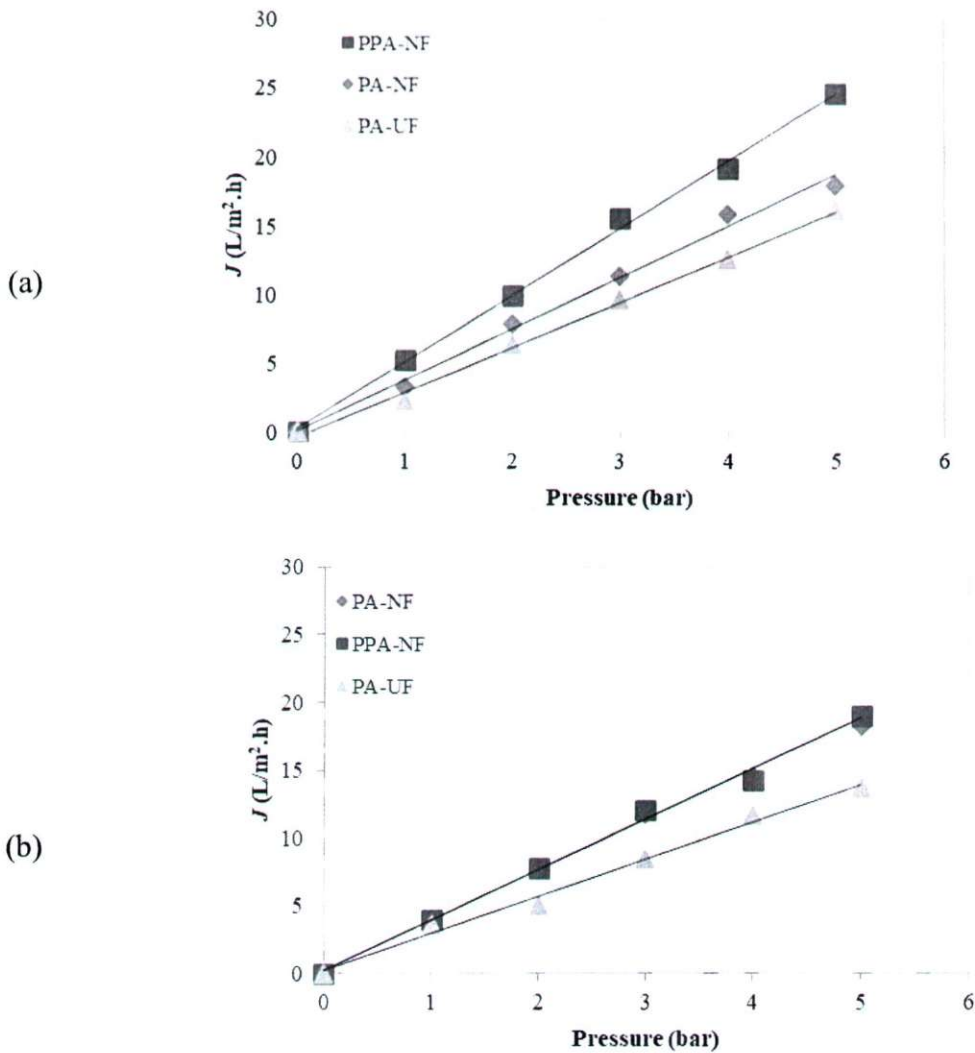 (a)
J (L/m².h)
30
25
20
15
10
5
0
■ PPA-NF
◆ PA-NF
▲ PA-UF
0 1 2 3 4 5 6
Pressure (bar)
(b)
J (L/m².h)
30
25
20
15
10
5
0
◆ PA-NF
■ PPA-NF
▲ PA-UF
0 1 2 3 4 5 6
Pressure (bar)